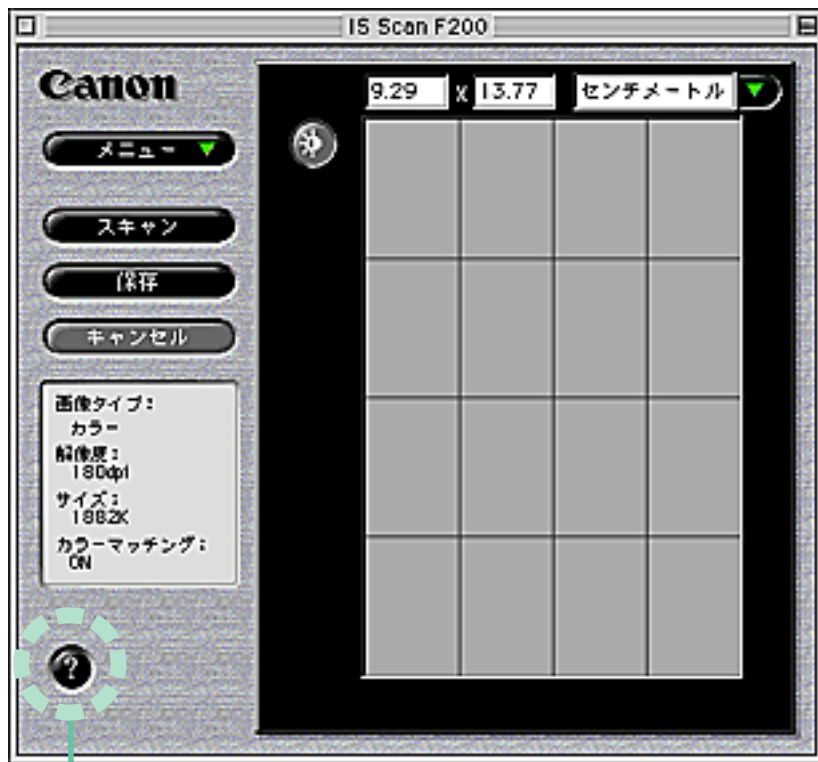 IS Scan F200
Canon
9.29 x 13.77 センチメートル
メニュー
スキャン
保存
キャンセル
画像タイプ：
カラー
解像度：
180dpi
サイズ：
1882K
カラーマッチング：
ON
?